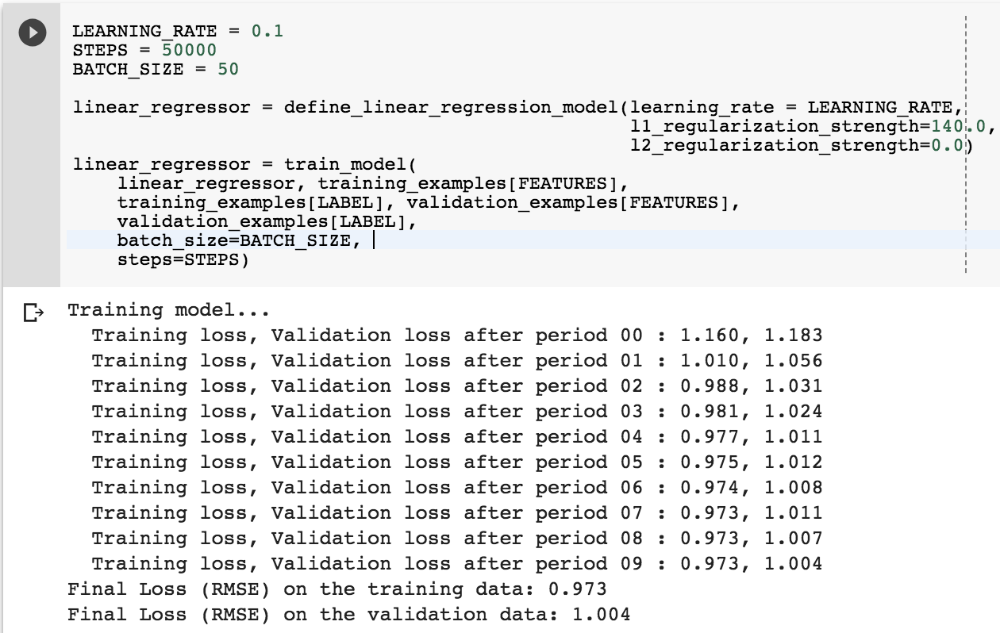 LEARNING_RATE = 0.1
STEPS = 50000
BATCH_SIZE = 50
linear_regressor = define_linear_regression_model(learning_rate = LEARNING_RATE,
l1_regularization_strength=140.0,
l2_regularization_strength=0.0)
linear_regressor = train_model(
linear_regressor, training_examples[FEATURES],
training_examples[LABEL], validation_examples[FEATURES],
validation_examples[LABEL],
batch_size=BATCH_SIZE,
steps=STEPS)
Training model...
Training loss, Validation loss after period 00 : 1.160, 1.183
Training loss, Validation loss after period 01 : 1.010, 1.056
Training loss, Validation loss after period 02 : 0.988, 1.031
Training loss, Validation loss after period 03 : 0.981, 1.024
Training loss, Validation loss after period 04 : 0.977, 1.011
Training loss, Validation loss after period 05 : 0.975, 1.012
Training loss, Validation loss after period 06 : 0.974, 1.008
Training loss, Validation loss after period 07 : 0.973, 1.011
Training loss, Validation loss after period 08 : 0.973, 1.007
Training loss, Validation loss after period 09 : 0.973, 1.004
Final Loss (RMSE) on the training data: 0.973
Final Loss (RMSE) on the validation data: 1.004